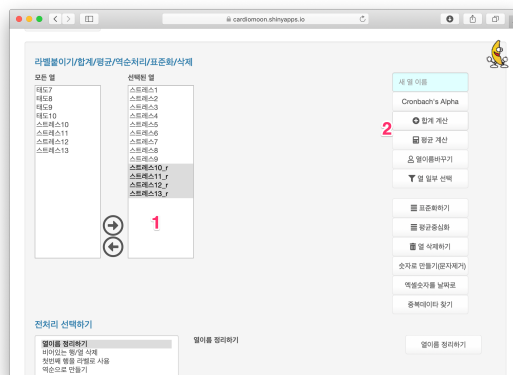 cardiomoon.shinyapps.io
라벨붙이기/합계/평균/역순처리/표준화/삭제
모든 열
선택된 열
태도7
태도8
태도9
태도10
스트레스10
스트레스11
스트레스12
스트레스13
스트레스1
스트레스2
스트레스3
스트레스4
스트레스5
스트레스6
스트레스7
스트레스8
스트레스9
스트레스10_r
스트레스11_r
스트레스12_r
스트레스13_r
1
새 열 이름
Cronbach's Alpha
2
합계 계산
평균 계산
열이름바꾸기
열 일부 선택
표준화하기
평균중심화
열 삭제하기
숫자로 만들기(문자제거)
엑셀숫자를 날짜로
중복데이타 찾기
전처리 선택하기
열이름 정리하기
비어있는 행/열 삭제
첫번째 행을 라벨로 사용
역순으로 만들기
열이름 정리하기
열이름 정리하기